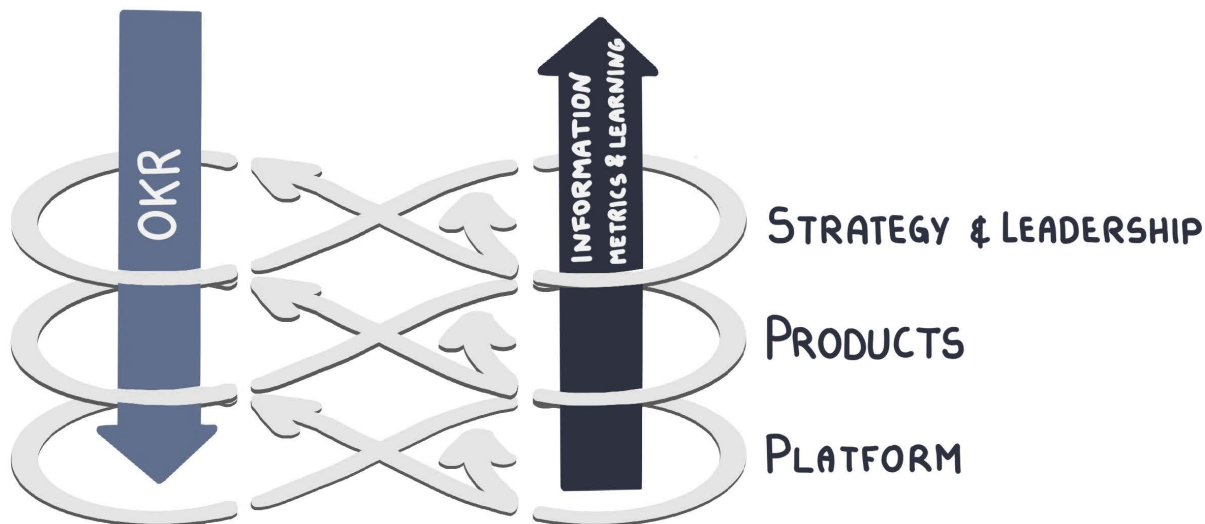 OKR
INFORMATION
METRICS & LEARNING
STRATEGY & LEADERSHIP
PRODUCTS
PLATFORM